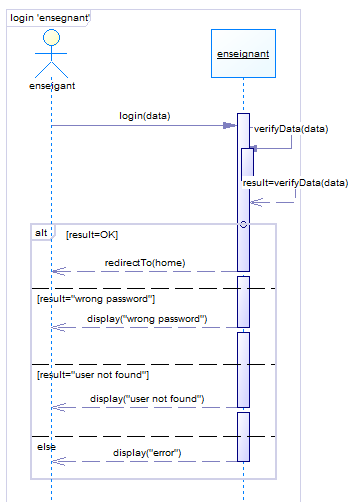 login 'ensegnant'
enseigant
enseignant
login(data)
verifyData(data)
result=verifyData(data)
alt
[result=OK]
redirectTo(home)
[result="wrong password"]
display("wrong password")
[result="user not found"]
display("user not found")
else
display("error")